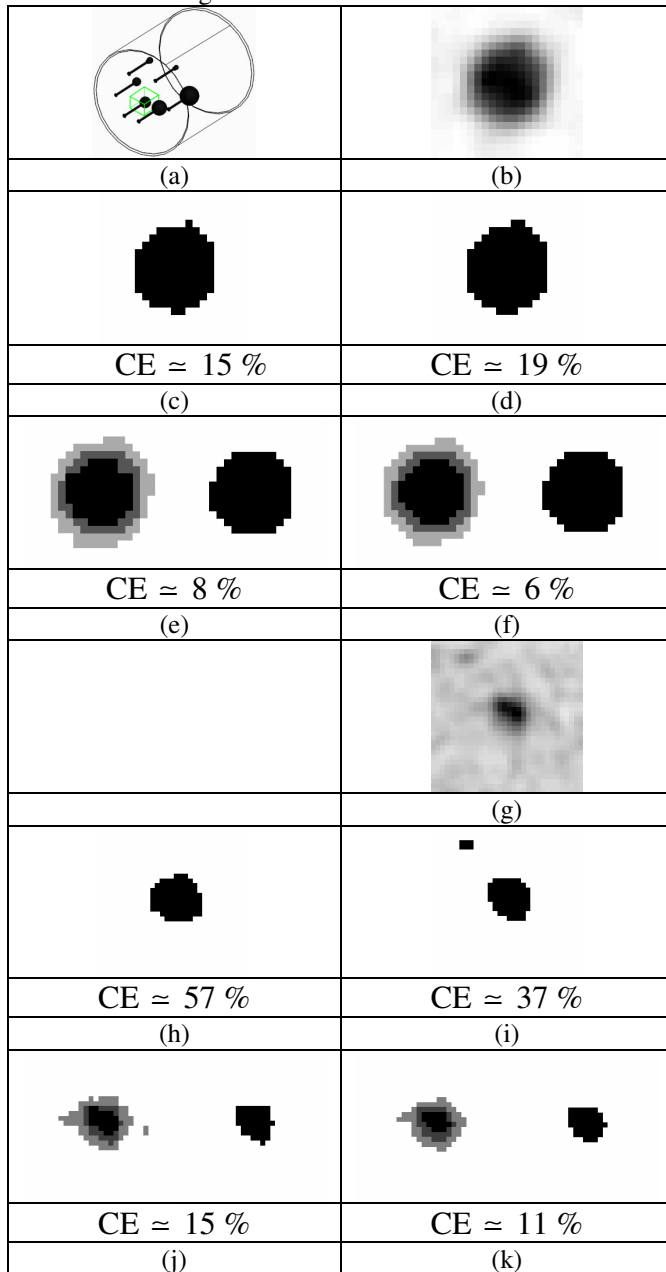 (a) (b)
CE ≃ 15 % CE ≃ 19 %
(c) (d)
CE ≃ 8 % CE ≃ 6 %
(e) (f)
(g)
CE ≃ 57 % CE ≃ 37 %
(h) (i)
CE ≃ 15 % CE ≃ 11 %
(j) (k)